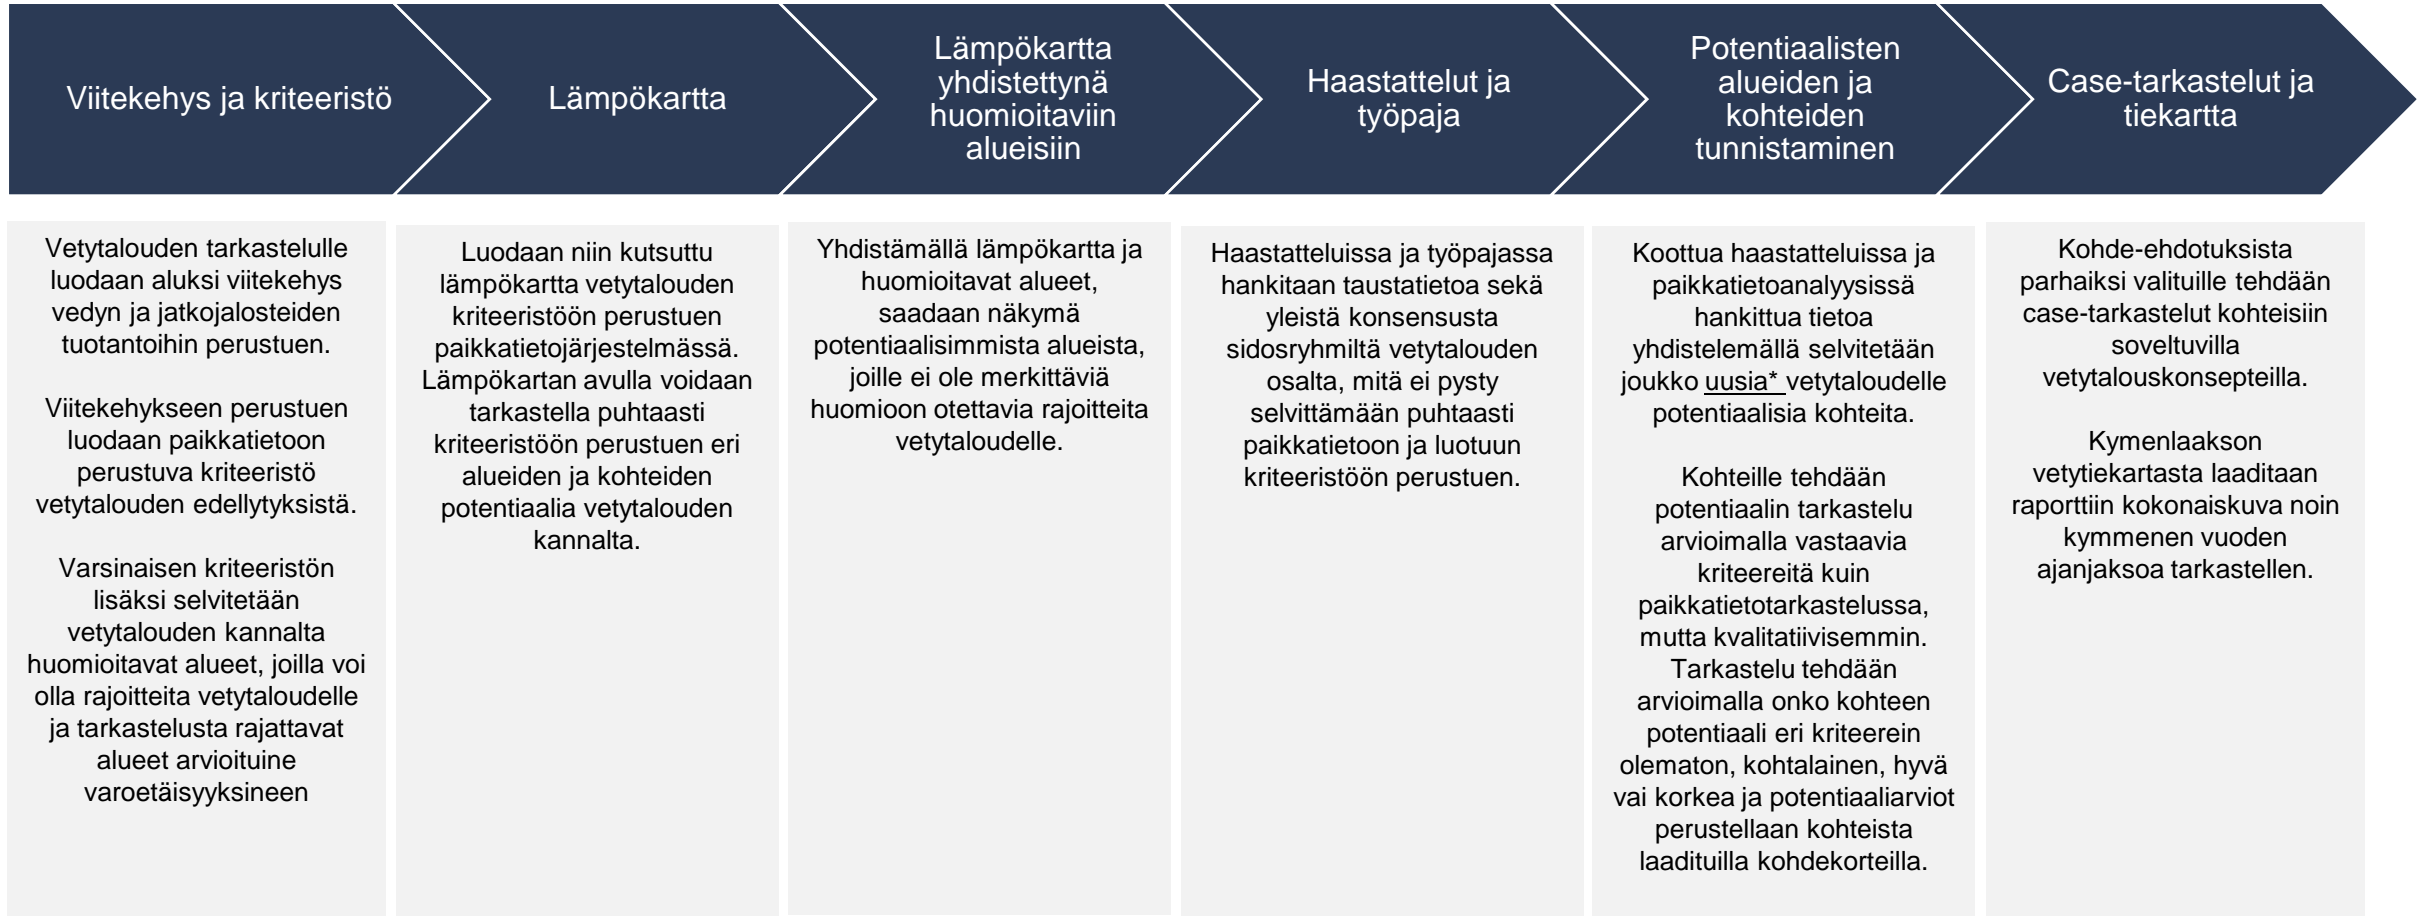 Viitekehys ja kriteeristö
Lämpökartta
Lämpökartta
yhdistettynä
huomioitaviin
alueisiin
Haastattelut ja
työpaja
Potentiaalisten
alueiden ja
kohteiden
tunnistaminen
Case-tarkastelut ja
tiekartta
Vetytalouden tarkastelulle
luodaan aluksi viitekehys
vedyn ja jatkojalosteiden
tuotantoihin perustuen.
Viitekehykseen perustuen
luodaan paikkatietoon
perustuva kriteeristö
vetytalouden edellytyksistä.
Varsinaisen kriteeristön
lisäksi selvitetään
vetytalouden kannalta
huomioitavat alueet, joilla voi
olla rajoitteita vetytaloudelle
ja tarkastelusta rajattavat
alueet arvioituine
varoetäisyyksineen
Luodaan niin kutsuttu
lämpökartta vetytalouden
kriteeristöön perustuen
paikkatietojärjestelmässä.
Lämpökartan avulla voidaan
tarkastella puhtaasti
kriteeristöön perustuen eri
alueiden ja kohteiden
potentiaalia vetytalouden
kannalta.
Yhdistämällä lämpökartta ja
huomioitavat alueet,
saadaan näkymä
potentiaalisimmista alueista,
joille ei ole merkittäviä
huomioon otettavia rajoitteita
vetytaloudelle.
Haastatteluissa ja työpajassa
hankitaan taustatietoa sekä
yleistä konsensusta
sidosryhmiltä vetytalouden
osalta, mitä ei pysty
selvittämään puhtaasti
paikkatietoon ja luotuun
kriteeristöön perustuen.
Koottua haastatteluissa ja
paikkatietoanalyysissä
hankittua tietoa
yhdistelemällä selvitetään
joukko uusia* vetytaloudelle
potentiaalisia kohteita.
Kohteille tehdään
potentiaalin tarkastelu
arvioimalla vastaavia
kriteereitä kuin
paikkatietotarkastelussa,
mutta kvalitatiivisemmin.
Tarkastelu tehdään
arvioimalla onko kohteen
potentiaali eri kriteerein
olematon, kohtalainen, hyvä
vai korkea ja potentiaaliarviot
perustellaan kohteista
laadituilla kohdekorteilla.
Kohde-ehdotuksista
parhaiksi valituille tehdään
case-tarkastelut kohteisiin
soveltuvilla
vetytalouskonsepteilla.
Kymenlaakson
vetytiekartasta laaditaan
raporttiin kokonaiskuva noin
kymmenen vuoden
ajanjaksoa tarkastellen.